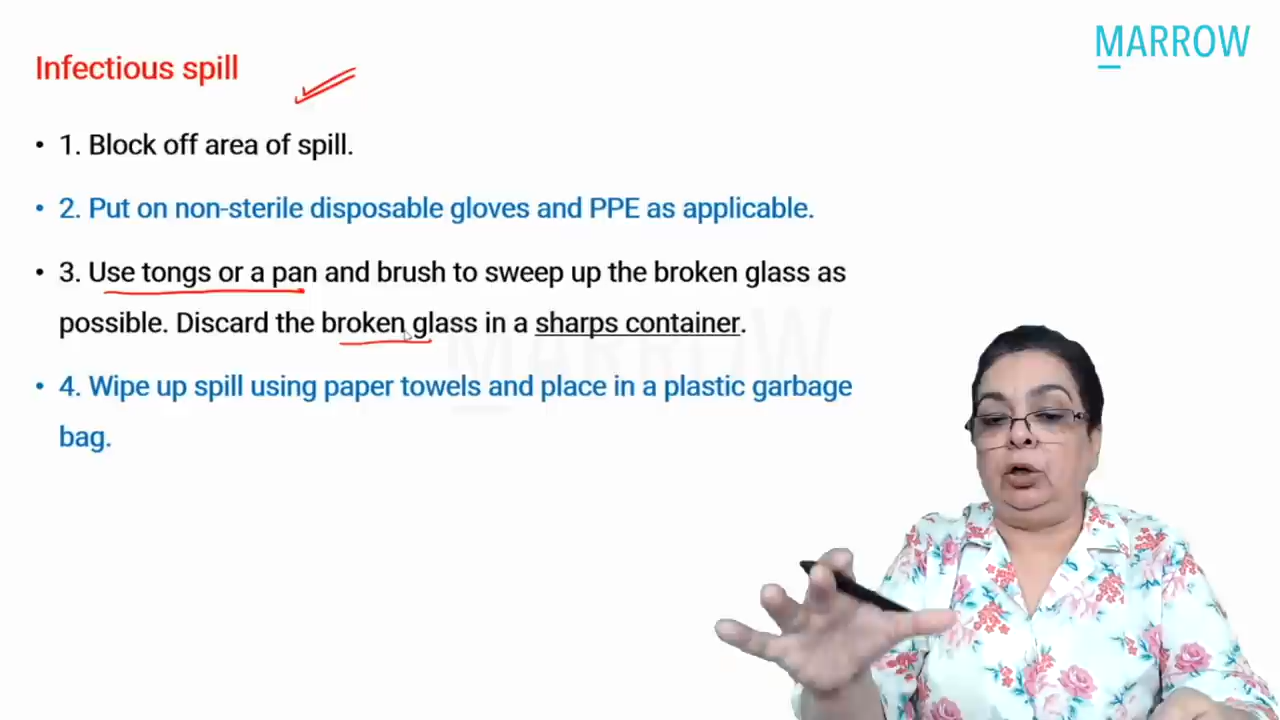 MARROW
Infectious spill
• 1. Block off area of spill.
• 2. Put on non-sterile disposable gloves and PPE as applicable.
• 3. Use tongs or a pan and brush to sweep up the broken glass as
possible. Discard the broken glass in a sharps container.
MARROW
• 4. Wipe up spill using paper towels and place in a plastic garbage
bag.